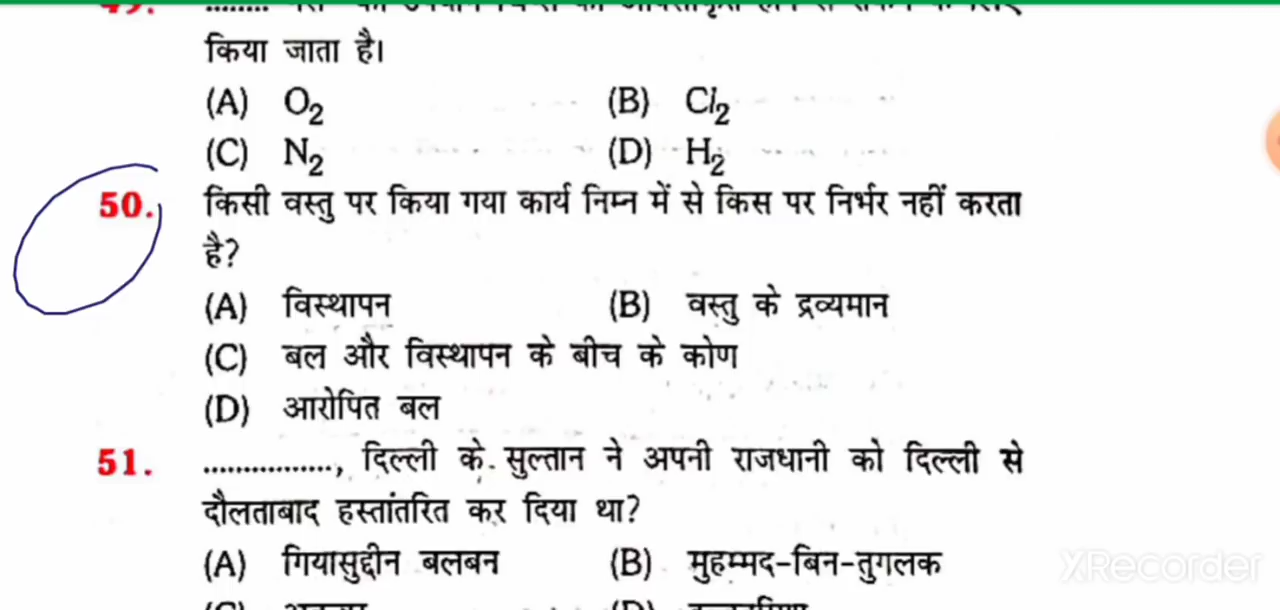 49.
किया जाता है।
(A) O₂ (B) Cl₂
(C) N₂ (D) H₂
50. किसी वस्तु पर किया गया कार्य निम्न में से किस पर निर्भर नहीं करता
है?
(A) विस्थापन (B) वस्तु के द्रव्यमान
(C) बल और विस्थापन के बीच के कोण
(D) आरोपित बल
51. ................, दिल्ली के सुल्तान ने अपनी राजधानी को दिल्ली से
दौलताबाद हस्तांतरित कर दिया था?
(A) गियासुद्दीन बलबन (B) मुहम्मद-बिन-तुगलक
XRecorder